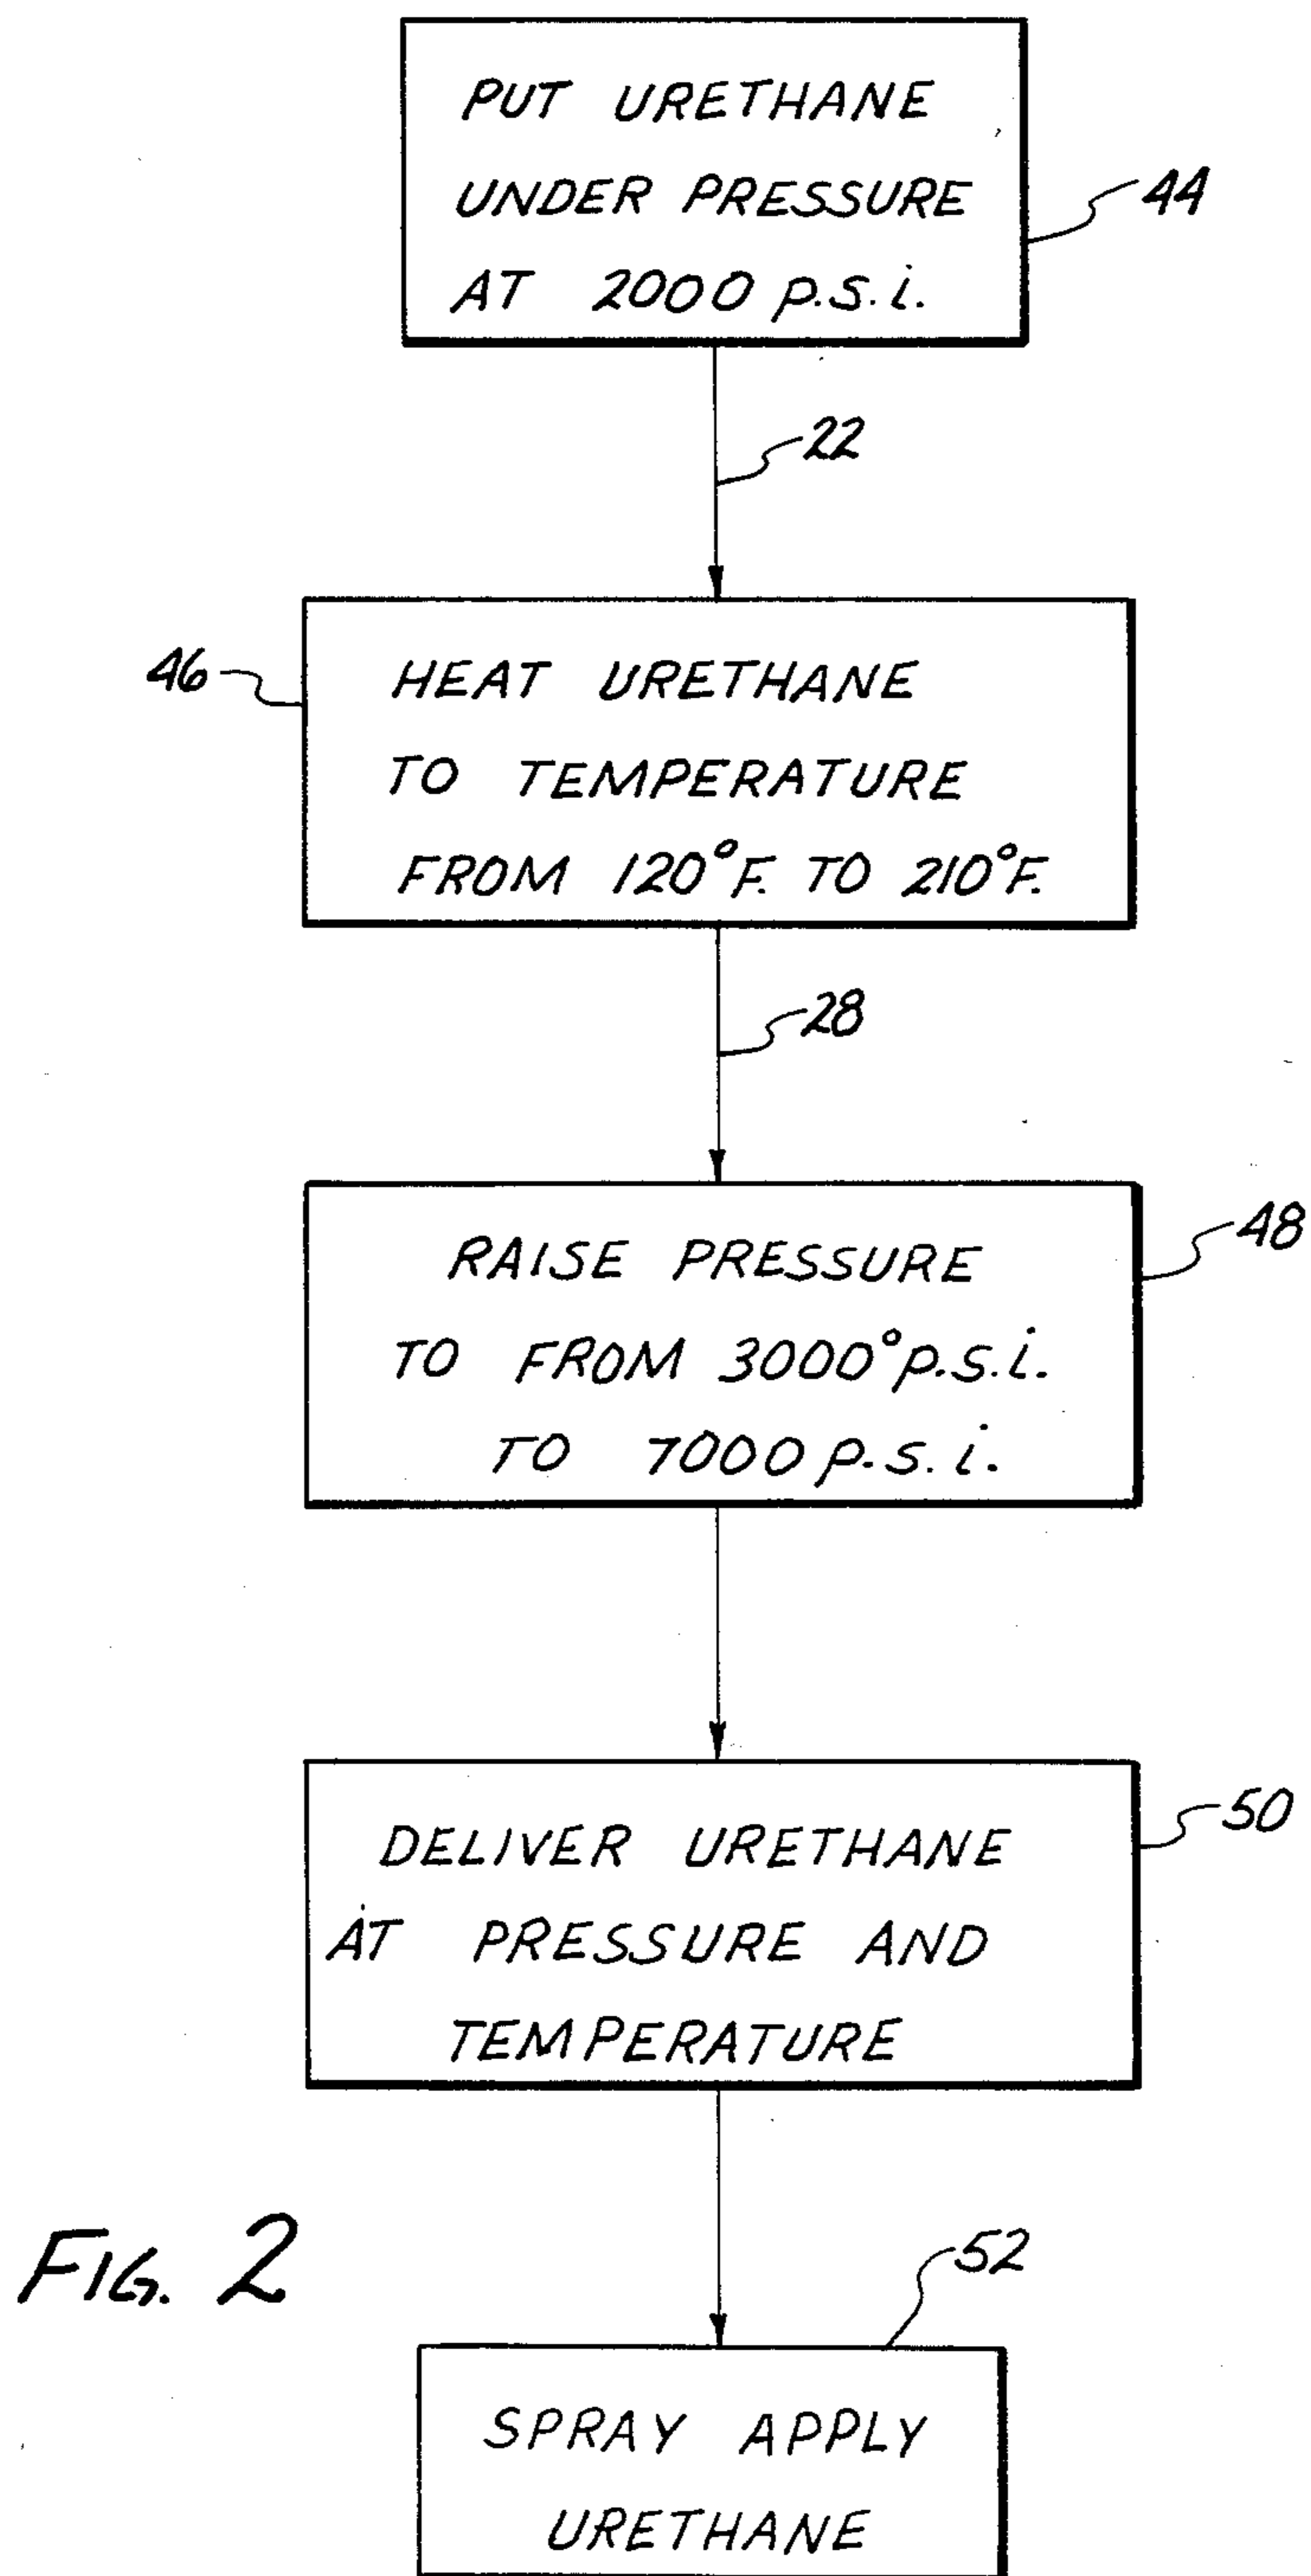 PUT URETHANE
UNDER PRESSURE
AT 2000 p.s.i.
44
22
46
HEAT URETHANE
TO TEMPERATURE
FROM 120°F. TO 210°F.
28
RAISE PRESSURE
TO FROM 3000° p.s.i.
TO 7000 p.s.i.
48
DELIVER URETHANE
AT PRESSURE AND
TEMPERATURE
50
FIG. 2
52
SPRAY APPLY
URETHANE